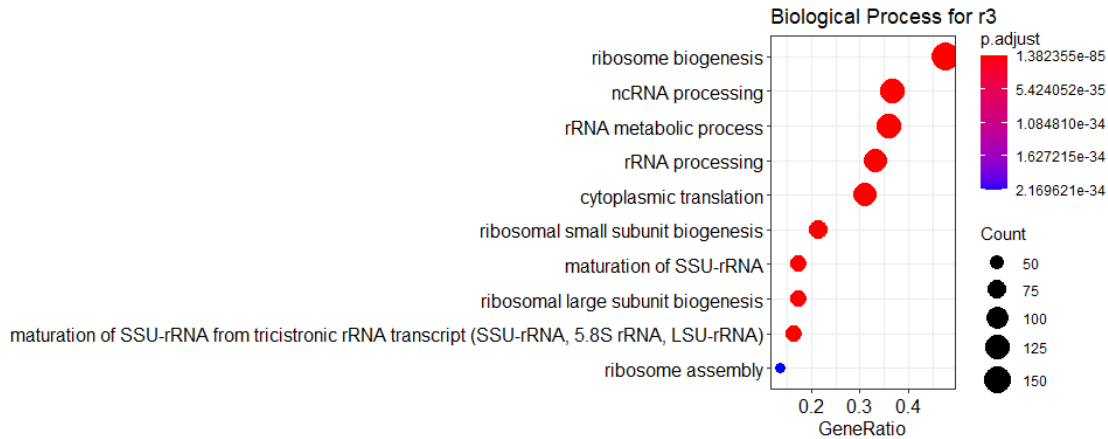 Biological Process for r3
ribosome biogenesis
ncRNA processing
rRNA metabolic process
rRNA processing
cytoplasmic translation
ribosomal small subunit biogenesis
maturation of SSU-rRNA
ribosomal large subunit biogenesis
maturation of SSU-rRNA from tricistronic rRNA transcript (SSU-rRNA, 5.8S rRNA, LSU-rRNA)
ribosome assembly
0.2 0.3 0.4
GeneRatio
p.adjust
1.382355e-85
5.424052e-35
1.084810e-34
1.627215e-34
2.169621e-34
Count
50
75
100
125
150